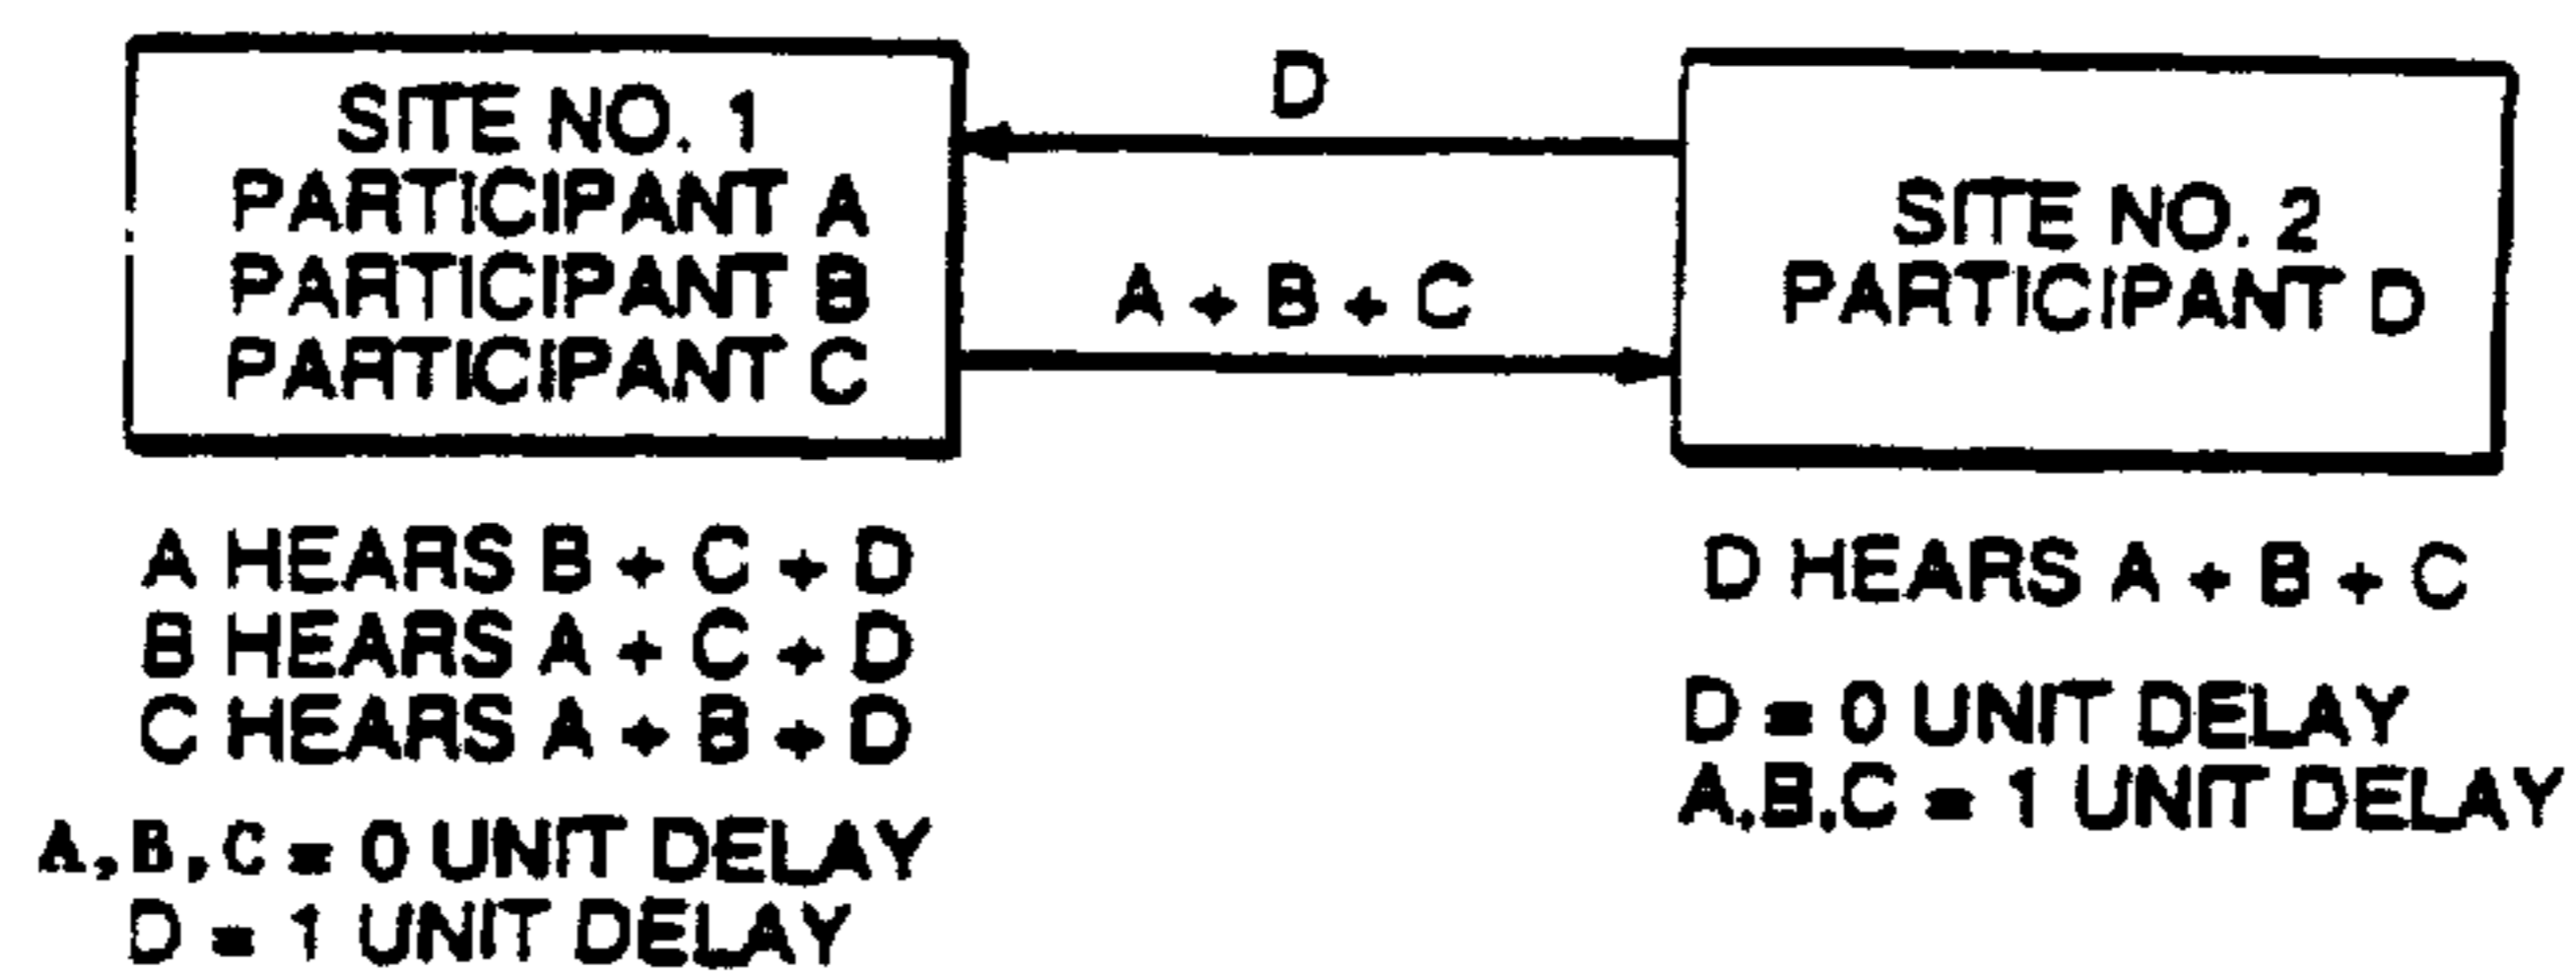 SITE NO. 1
PARTICIPANT A
PARTICIPANT B
PARTICIPANT C
D
A + B + C
SITE NO. 2
PARTICIPANT D
A HEARS B + C + D
B HEARS A + C + D
C HEARS A + B + D
A,B,C = 0 UNIT DELAY
D = 1 UNIT DELAY
D HEARS A + B + C
D = 0 UNIT DELAY
A,B,C = 1 UNIT DELAY